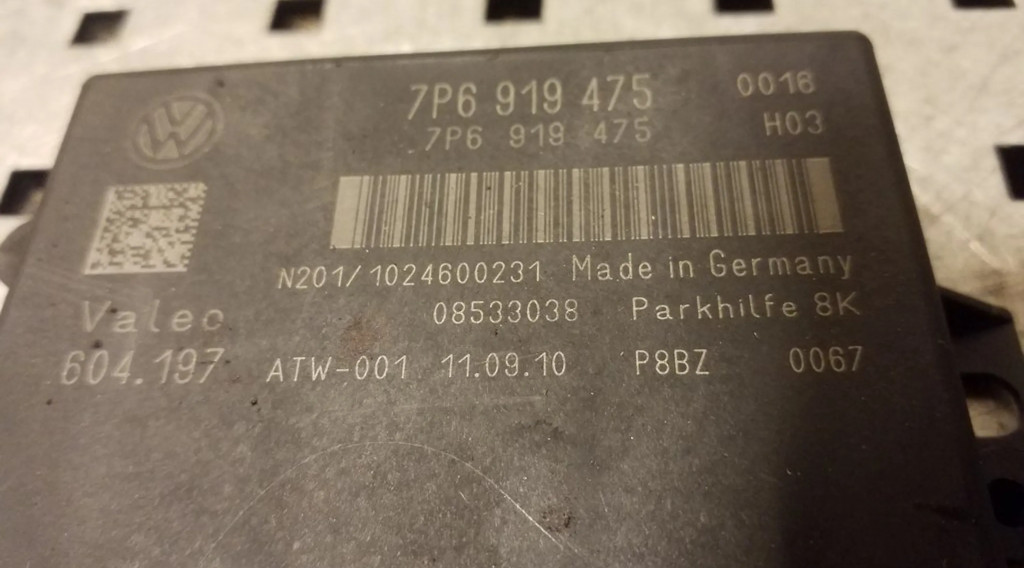 7P6 919 475 0016
7P6 919 475 H03
N201/1024600231 Made in Germany
Valeo 08533038 Parkhilfe 8K
604.197 ATW-001 11.09.10 P8BZ 0067